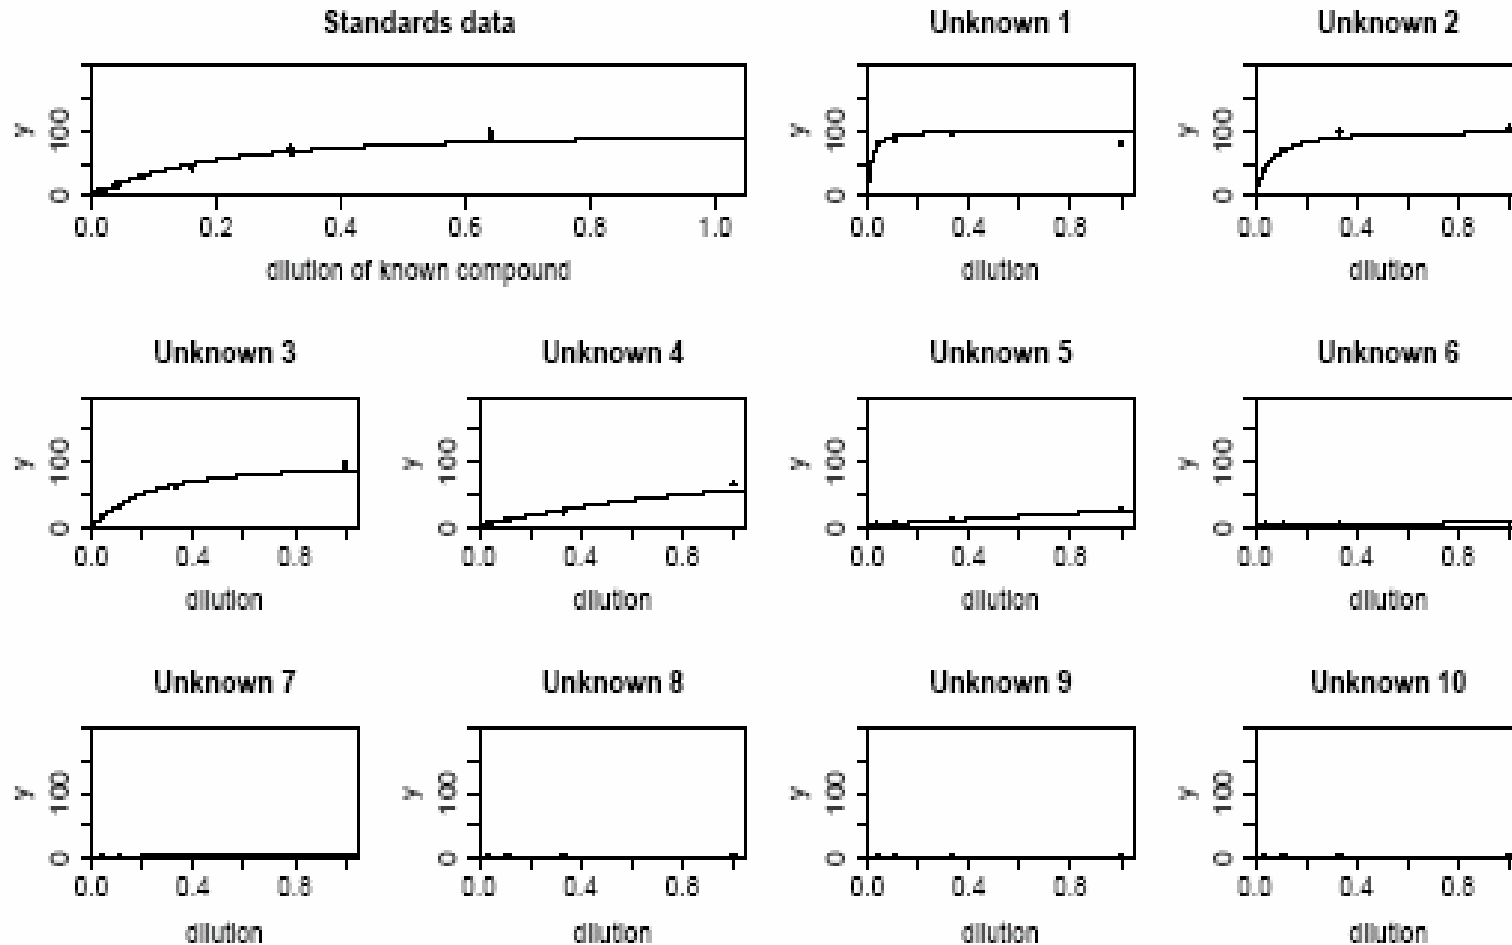 Standards data
y
100
0
0.0 0.2 0.4 0.6 0.8 1.0
dilution of known compound
Unknown 1
y
100
0
0.0 0.4 0.8
dilution
Unknown 2
y
100
0
0.0 0.4 0.8
dilution
Unknown 3
y
100
0
0.0 0.4 0.8
dilution
Unknown 4
y
100
0
0.0 0.4 0.8
dilution
Unknown 5
y
100
0
0.0 0.4 0.8
dilution
Unknown 6
y
100
0
0.0 0.4 0.8
dilution
Unknown 7
y
100
0
0.0 0.4 0.8
dilution
Unknown 8
y
100
0
0.0 0.4 0.8
dilution
Unknown 9
y
100
0
0.0 0.4 0.8
dilution
Unknown 10
y
100
0
0.0 0.4 0.8
dilution